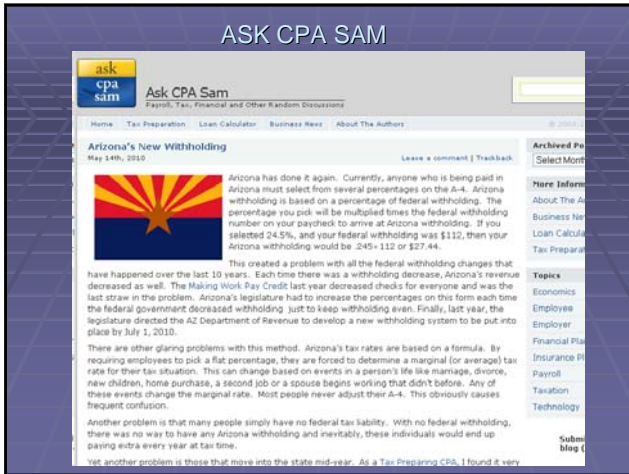 ASK CPA SAM
ask
cpa
sam
Ask CPA Sam
Payroll, Tax, Financial and Other Random Discussions
Home Tax Preparation Loan Calculator Business News About The Authors
Arizona's New Withholding
May 14th, 2010
Leave a comment | Trackback
Arizona has done it again. Currently, anyone who is being paid in
Arizona must select from several percentages on the A-4. Arizona
withholding is based on a percentage of federal withholding. The
percentage you pick will be multiplied times the federal withholding
number on your paycheck to arrive at Arizona withholding. If you
selected 24.5%, and your federal withholding was $112, then your
Arizona withholding would be .245*112 or $27.44.
This created a problem with all the federal withholding changes that
have happened over the last 10 years. Each time there was a withholding decrease, Arizona's revenue
decreased as well. The Making Work Pay Credit last year decreased checks for everyone and was the
last straw in the problem. Arizona's legislature had to increase the percentages on this form each time
the federal government decreased withholding just to keep withholding even. Finally, last year, the
legislature directed the AZ Department of Revenue to develop a new withholding system to be put into
place by July 1, 2010.
There are other glaring problems with this method. Arizona's tax rates are based on a formula. By
requiring employees to pick a flat percentage, they are forced to determine a marginal (or average) tax
rate for their tax situation. This can change based on events in a person's life like marriage, divorce,
new children, home purchase, a second job or a spouse begins working that didn't before. Any of
these events change the marginal rate. Most people never adjust their A-4. This obviously causes
frequent confusion.
Another problem is that many people simply have no federal tax liability. With no federal withholding,
there was no way to have any Arizona withholding and inevitably, these individuals would end up
paying extra every year at tax time.
Yet another problem is those that move into the state mid-year. As a Tax Preparing CPA, I found it very
Archived Po
Select Month
More Inform
About The Au
Business Ne
Loan Calcula
Tax Preparat
Topics
Economics
Employee
Employer
Financial Pla
Insurance Pl
Payroll
Taxation
Technology
Submi
blog (